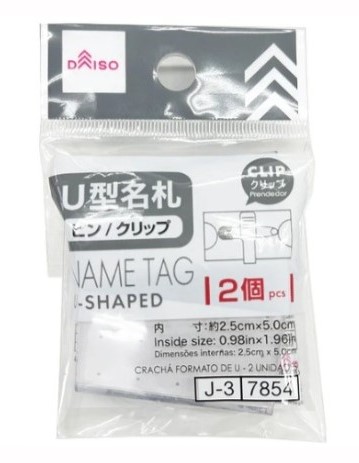 DAISO
U型名札
ピン/クリップ
CLIP
クリップ
Prendedor
NAME TAG
U-SHAPED
2個 pcs
内 寸：約2.5cm×5.0cm
Inside size: 0.98in×1.96in
Dimensões internas: 2.5cm x 5.0cm
CRACHÁ FORMATO DE U - 2 UNIDADES
J-3 7854